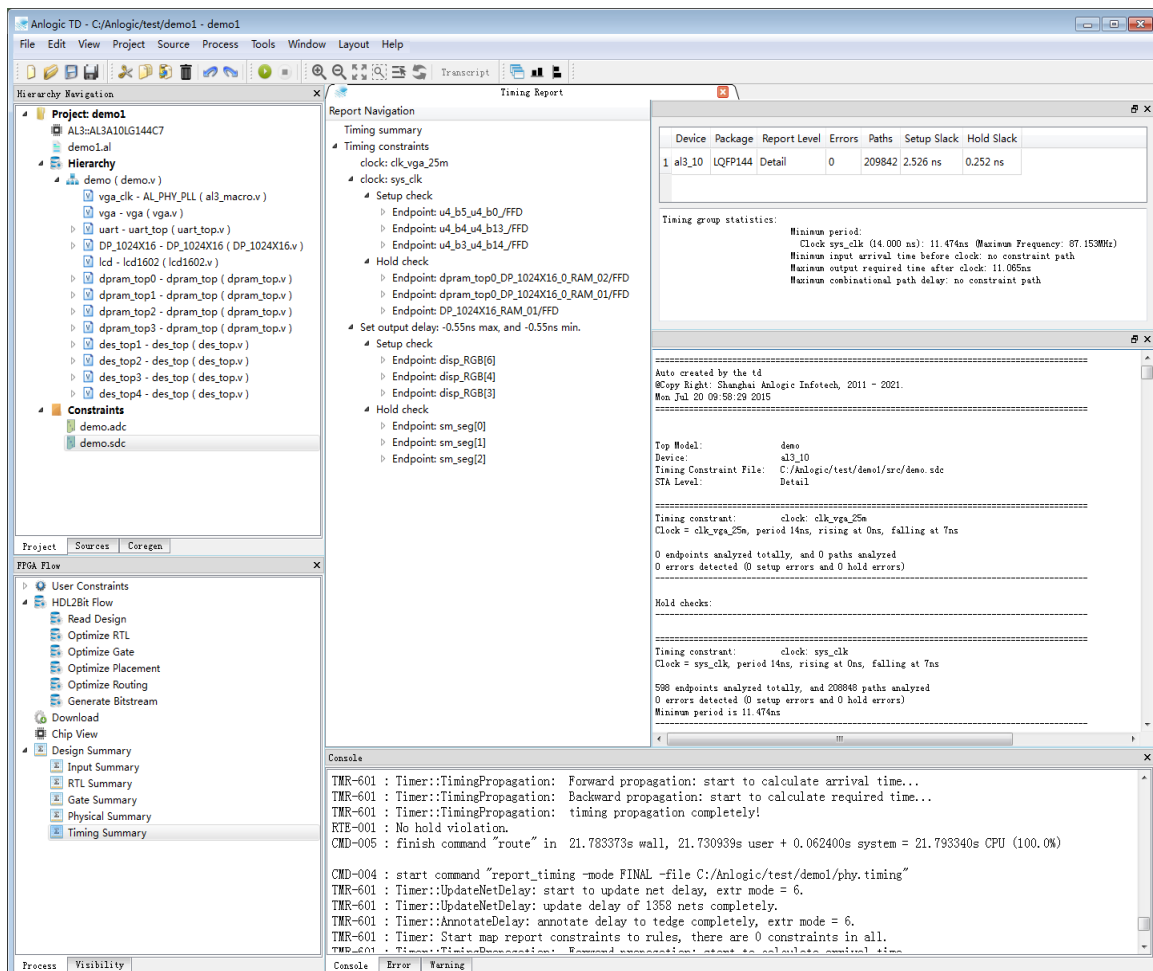 Anlogic TD - C:/Anlogic/test/demo1 - demo1
File Edit View Project Source Process Tools Window Layout Help
Transcript
Hierarchy Navigation
Project: demo1
AL3::AL3A10LG144C7
demo1.al
Hierarchy
demo ( demo.v )
vga_clk - AL_PHY_PLL ( al3_macro.v )
vga - vga ( vga.v )
uart - uart_top ( uart_top.v )
DP_1024X16 - DP_1024X16 ( DP_1024X16.v )
lcd - lcd1602 ( lcd1602.v )
dpram_top0 - dpram_top ( dpram_top.v )
dpram_top1 - dpram_top ( dpram_top.v )
dpram_top2 - dpram_top ( dpram_top.v )
dpram_top3 - dpram_top ( dpram_top.v )
des_top1 - des_top ( des_top.v )
des_top2 - des_top ( des_top.v )
des_top3 - des_top ( des_top.v )
des_top4 - des_top ( des_top.v )
Constraints
demo.adc
demo.sdc
Project Sources Coregen
FPGA Flow
User Constraints
HDL2Bit Flow
Read Design
Optimize RTL
Optimize Gate
Optimize Placement
Optimize Routing
Generate Bitstream
Download
Chip View
Design Summary
Input Summary
RTL Summary
Gate Summary
Physical Summary
Timing Summary
Process Visibility
Timing Report
Report Navigation
Timing summary
Timing constraints
clock: clk_vga_25m
clock: sys_clk
Setup check
Endpoint: u4_b5_u4_b0_/FFD
Endpoint: u4_b4_u4_b13_/FFD
Endpoint: u4_b3_u4_b14_/FFD
Hold check
Endpoint: dpram_top0_DP_1024X16_0_RAM_02/FFD
Endpoint: dpram_top0_DP_1024X16_0_RAM_01/FFD
Endpoint: DP_1024X16_RAM_01/FFD
Set output delay: -0.55ns max, and -0.55ns min.
Setup check
Endpoint: disp_RGB[6]
Endpoint: disp_RGB[4]
Endpoint: disp_RGB[3]
Hold check
Endpoint: sm_seg[0]
Endpoint: sm_seg[1]
Endpoint: sm_seg[2]
Device Package Report Level Errors Paths Setup Slack Hold Slack
1 al3_10 LQFP144 Detail 0 209842 2.526 ns 0.252 ns
Timing group statistics:
Minimum period:
Clock sys_clk (14.000 ns): 11.474ns (Maximum Frequency: 87.153MHz)
Minimum input arrival time before clock: no constraint path
Maximum output required time after clock: 11.065ns
Maximum combinational path delay: no constraint path
Auto created by the td
@Copy Right: Shanghai Anlogic Infotech, 2011 - 2021.
Mon Jul 20 09:58:29 2015
Top Model: demo
Device: al3_10
Timing Constraint File: C:/Anlogic/test/demo1/src/demo.sdc
STA Level: Detail
Timing constrant: clock: clk_vga_25m
Clock = clk_vga_25m, period 14ns, rising at 0ns, falling at 7ns
0 endpoints analyzed totally, and 0 paths analyzed
0 errors detected (0 setup errors and 0 hold errors)
Hold checks:
Timing constrant: clock: sys_clk
Clock = sys_clk, period 14ns, rising at 0ns, falling at 7ns
598 endpoints analyzed totally, and 208848 paths analyzed
0 errors detected (0 setup errors and 0 hold errors)
Minimum period is 11.474ns
Console
TMR-601 : Timer::TimingPropagation: Forward propagation: start to calculate arrival time...
TMR-601 : Timer::TimingPropagation: Backward propagation: start to calculate required time...
TMR-601 : Timer::TimingPropagation: timing propagation completely!
RTE-001 : No hold violation.
CMD-005 : finish command "route" in 21.783373s wall, 21.730939s user + 0.062400s system = 21.793340s CPU (100.0%)
CMD-004 : start command "report_timing -mode FINAL -file C:/Anlogic/test/demo1/phy.timing"
TMR-601 : Timer::UpdateNetDelay: start to update net delay, extr mode = 6.
TMR-601 : Timer::UpdateNetDelay: update delay of 1358 nets completely.
TMR-601 : Timer::AnnotateDelay: annotate delay to tedge completely, extr mode = 6.
TMR-601 : Timer: Start map report constraints to rules, there are 0 constraints in all.
TMR-601 : Timer::TimingPropagation: Forward propagation: start to calculate arrival time
Console Error Warning